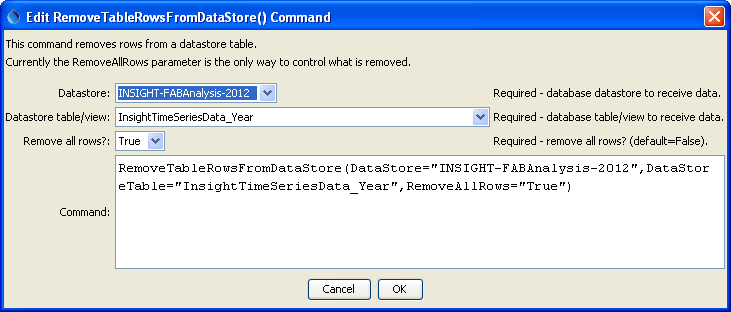 Edit RemoveTableRowsFromDataStore() Command
This command removes rows from a datastore table.
Currently the RemoveAllRows parameter is the only way to control what is removed.
Datastore: INSIGHT-FABAnalysis-2012 Required - database datastore to receive data.
Datastore table/view: InsightTimeSeriesData_Year Required - database table/view to receive data.
Remove all rows?: True Required - remove all rows? (default=False).
Command: RemoveTableRowsFromDataStore(DataStore="INSIGHT-FABAnalysis-2012",DataStor
eTable="InsightTimeSeriesData_Year",RemoveAllRows="True")
Cancel OK